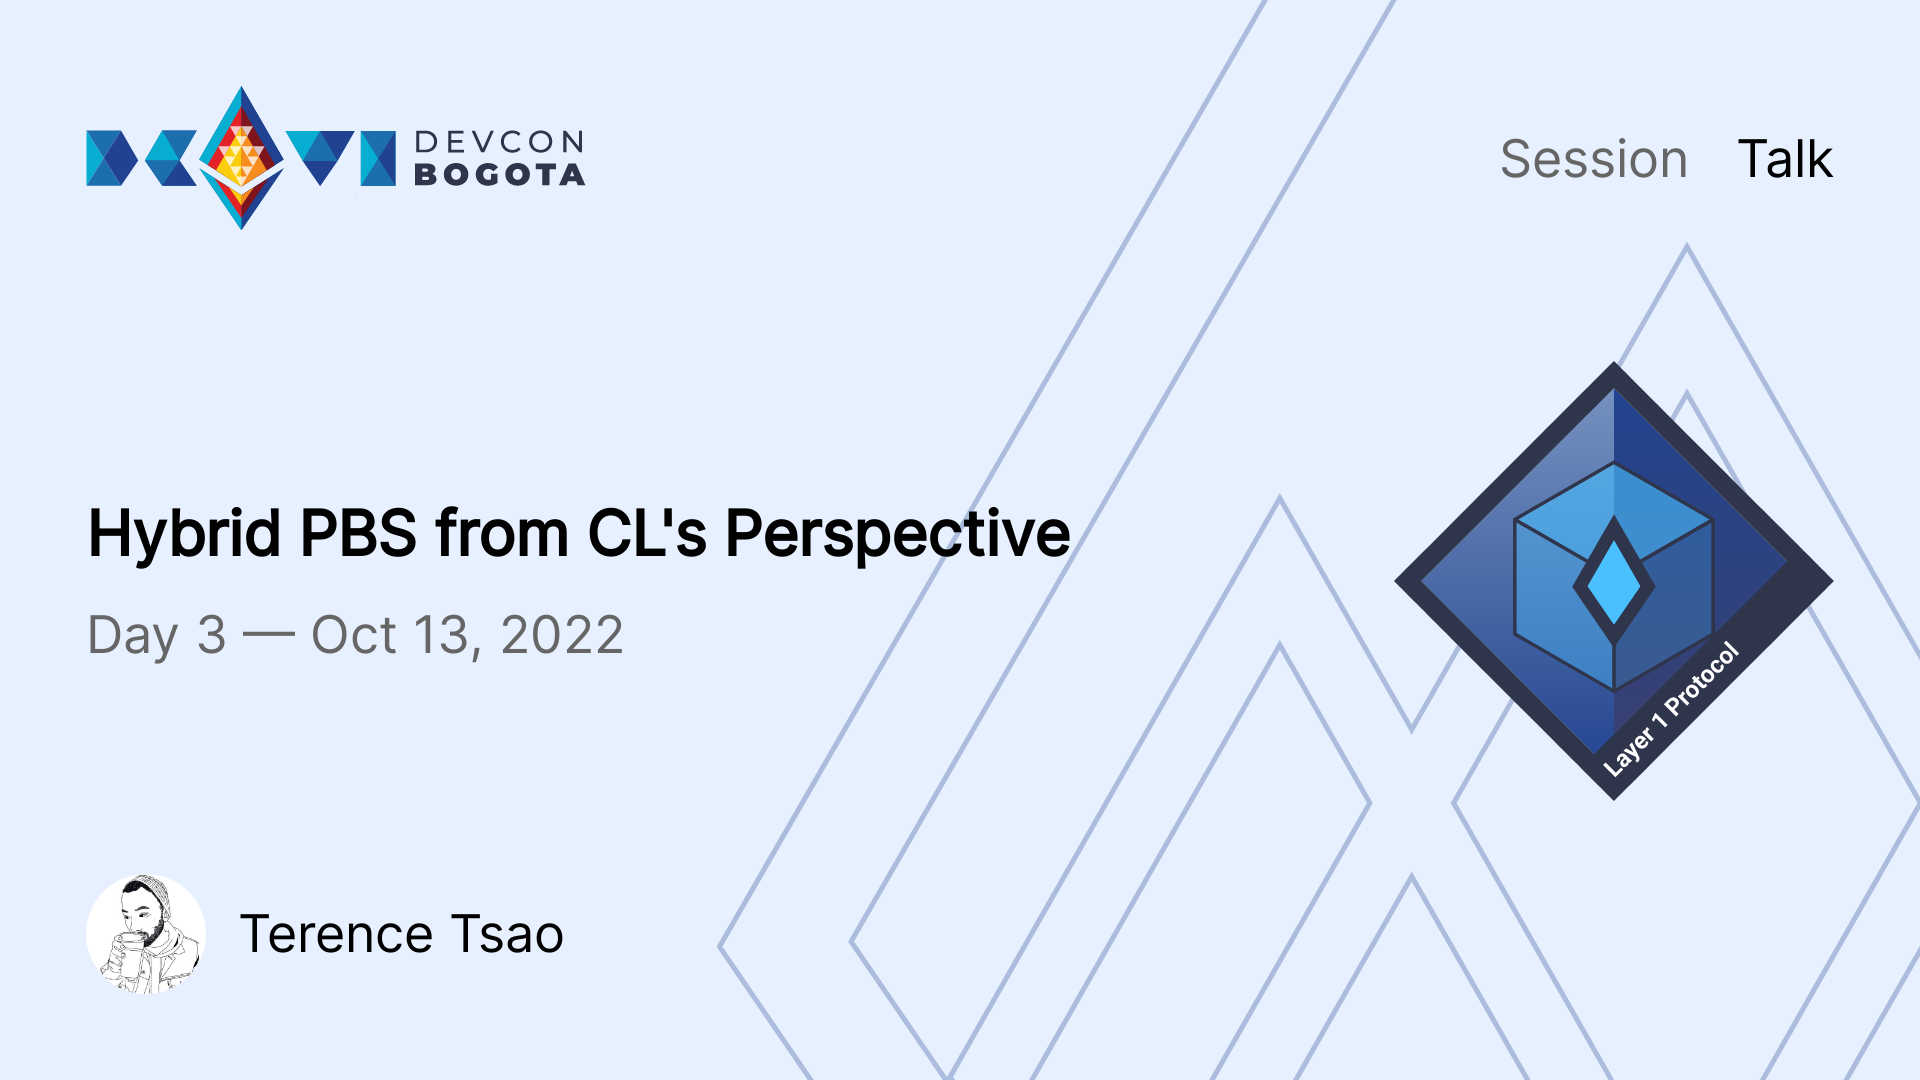 DEVCON
BOGOTA
Session Talk
Hybrid PBS from CL's Perspective
Day 3 — Oct 13, 2022
Layer 1 Protocol
Terence Tsao